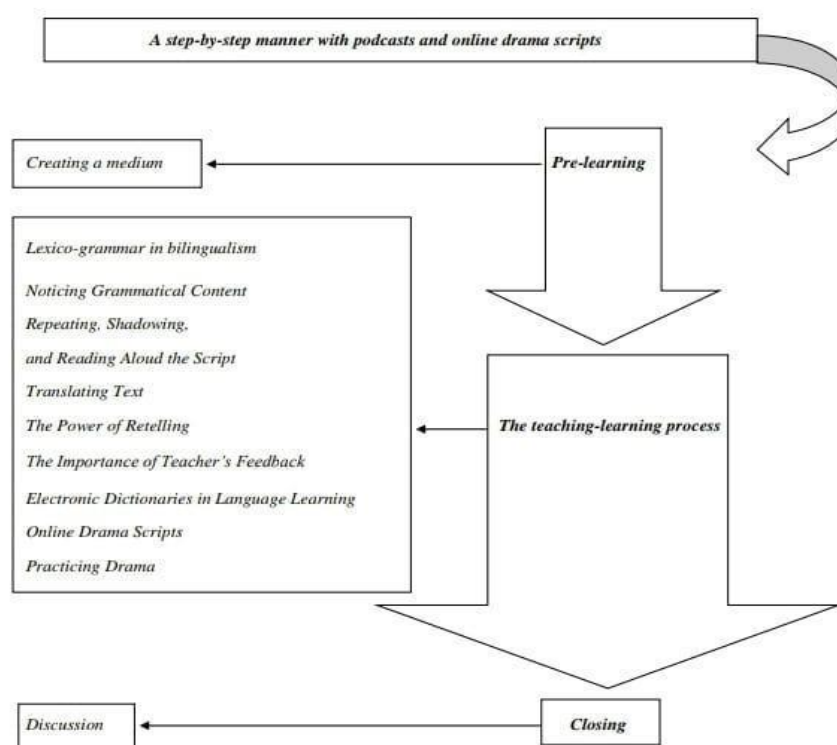 A step-by-step manner with podcasts and online drama scripts
Creating a medium
Pre-learning
Lexico-grammar in bilingualism
Noticing Grammatical Content
Repeating, Shadowing,
and Reading Aloud the Script
Translating Text
The Power of Retelling
The Importance of Teacher's Feedback
Electronic Dictionaries in Language Learning
Online Drama Scripts
Practicing Drama
The teaching-learning process
Discussion
Closing